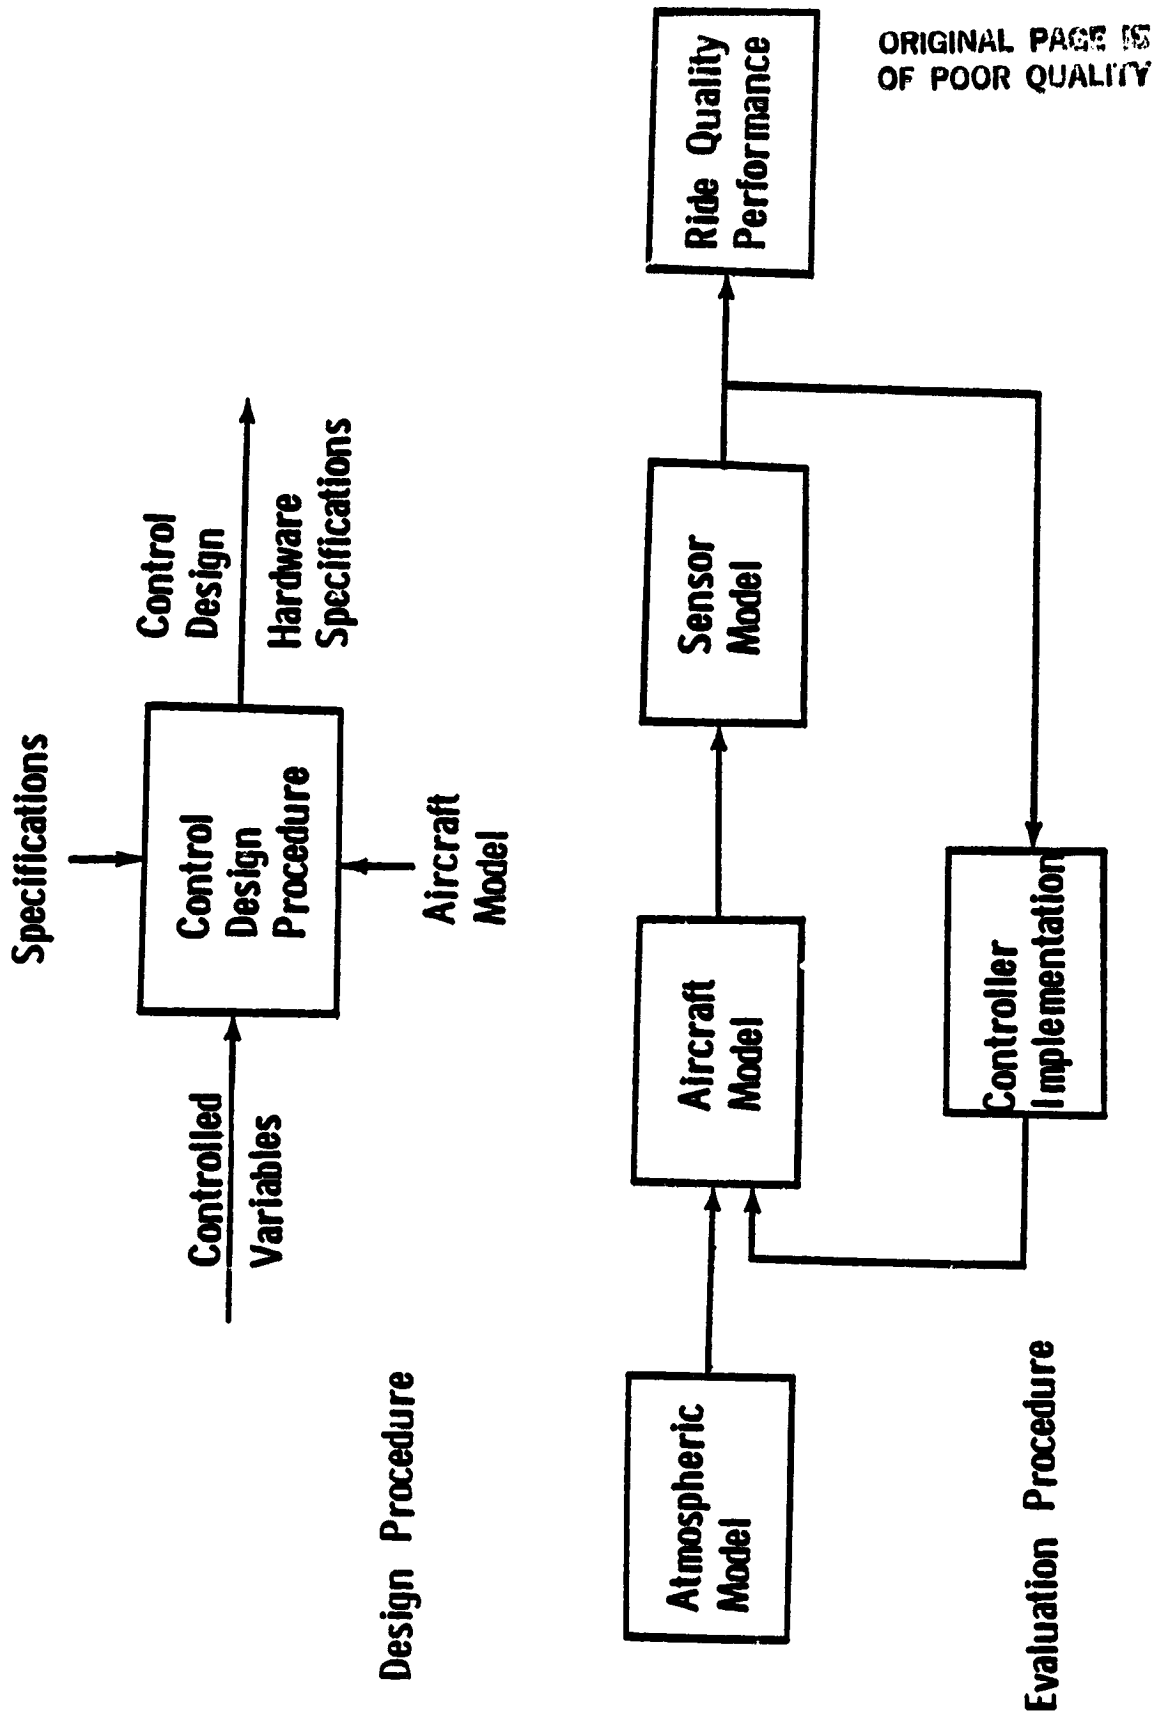 ORIGINAL PAGE IS
OF POOR QUALITY
Specifications
Controlled
Variables
Control
Design
Procedure
Control
Design
Hardware
Specifications
Aircraft
Model
Design Procedure
Atmospheric
Model
Aircraft
Model
Sensor
Model
Ride Quality
Performance
Controller
Implementation
Evaluation Procedure